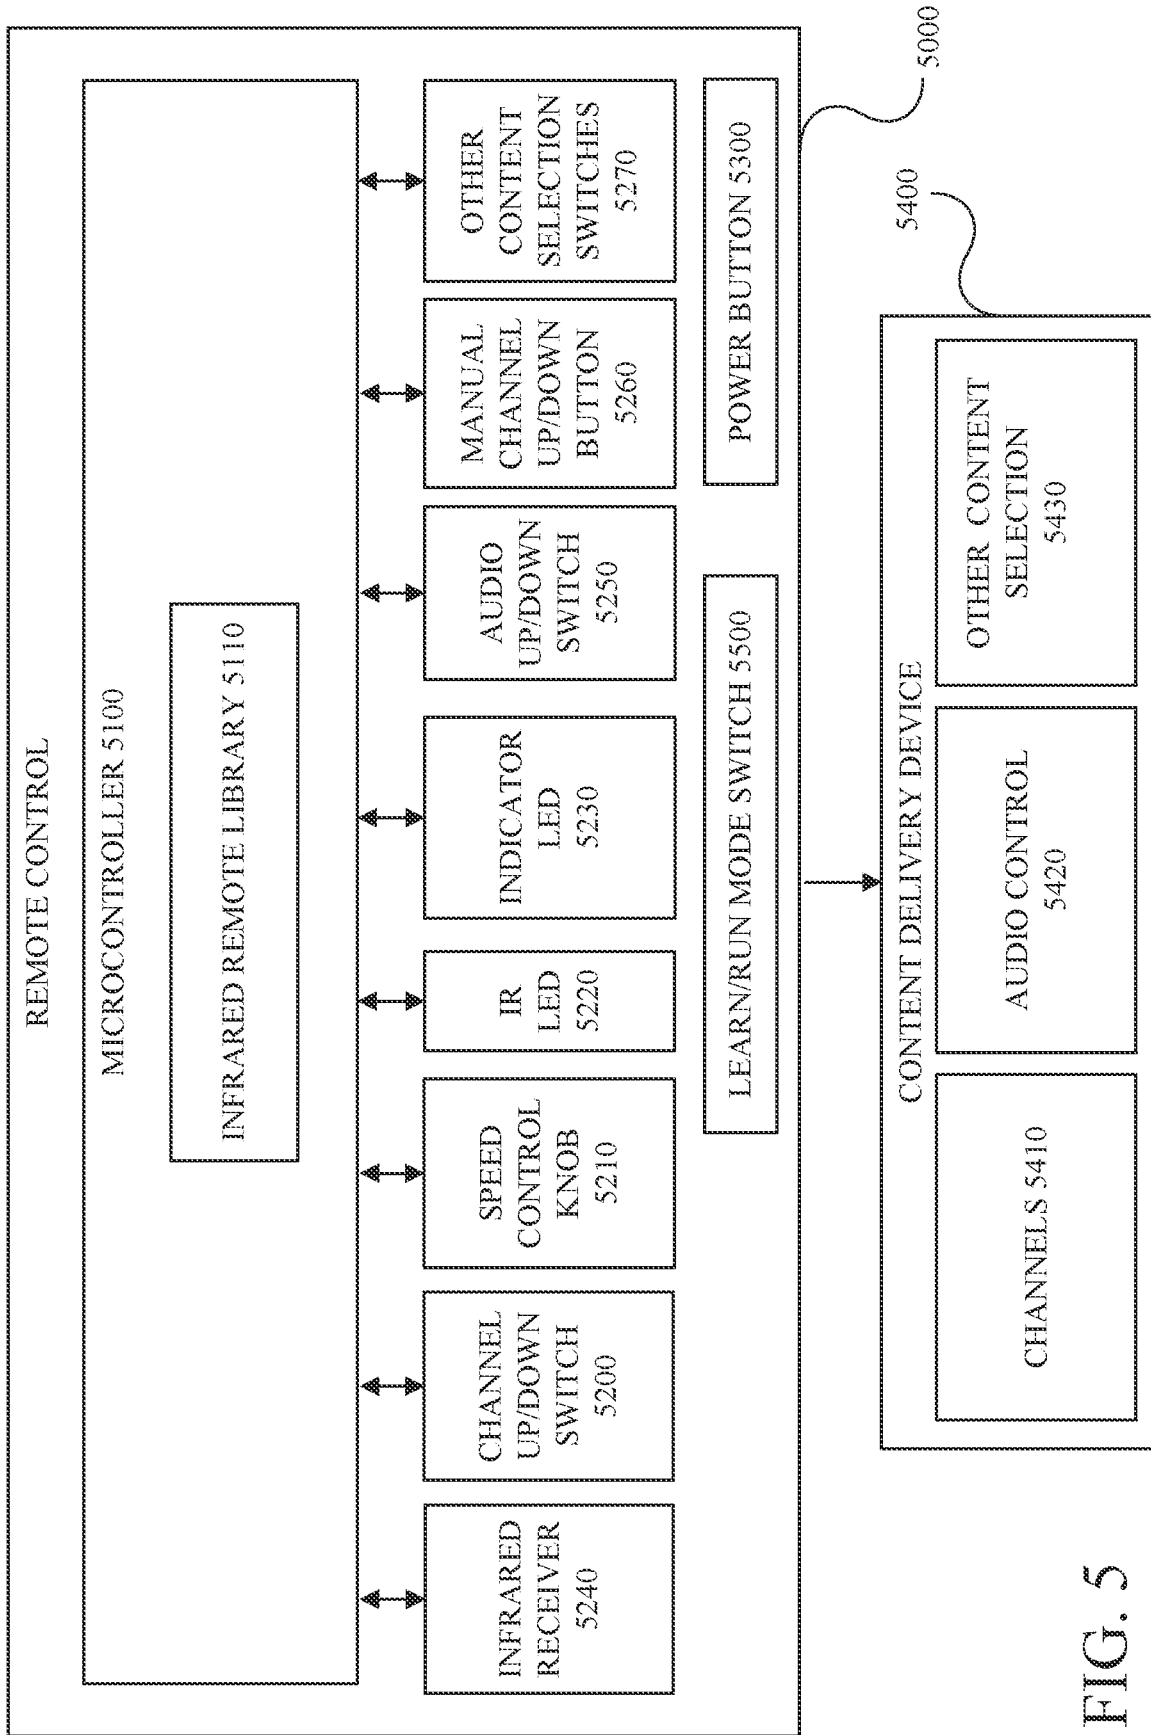 REMOTE CONTROL
MICROCONTROLLER 5100
INFRARED REMOTE LIBRARY 5110
INFRARED
RECEIVER
5240
CHANNEL
UP/DOWN
SWITCH
5200
SPEED
CONTROL
KNOB
5210
IR
LED
5220
INDICATOR
LED
5230
AUDIO
UP/DOWN
SWITCH
5250
MANUAL
CHANNEL
UP/DOWN
BUTTON
5260
OTHER
CONTENT
SELECTION
SWITCHES
5270
LEARN/RUN MODE SWITCH 5500
POWER BUTTON 5300
5000
CONTENT DELIVERY DEVICE
5400
CHANNELS 5410
AUDIO CONTROL
5420
OTHER CONTENT
SELECTION
5430
FIG. 5